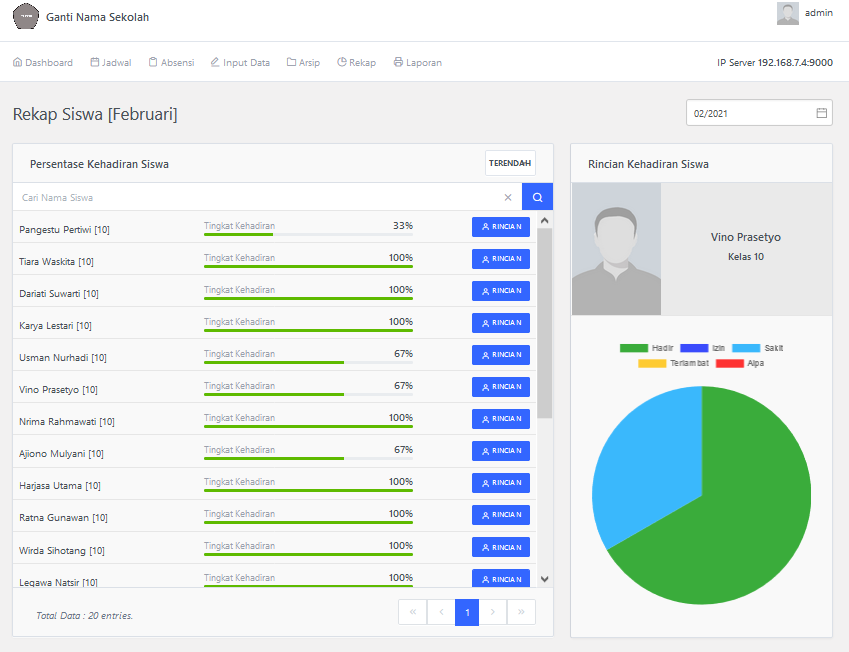 Ganti Nama Sekolah
admin
Dashboard Jadwal Absensi Input Data Arsip Rekap Laporan
IP Server 192.168.7.4:9000
Rekap Siswa [Februari]
02/2021
Persentase Kehadiran Siswa
TERENDAH
Cari Nama Siswa
Pangestu Pertiwi [10] Tingkat Kehadiran 33% RINCIAN
Tiara Waskita [10] Tingkat Kehadiran 100% RINCIAN
Dariati Suwarti [10] Tingkat Kehadiran 100% RINCIAN
Karya Lestari [10] Tingkat Kehadiran 100% RINCIAN
Usman Nurhadi [10] Tingkat Kehadiran 67% RINCIAN
Vino Prasetyo [10] Tingkat Kehadiran 67% RINCIAN
Nrima Rahmawati [10] Tingkat Kehadiran 100% RINCIAN
Ajiono Mulyani [10] Tingkat Kehadiran 67% RINCIAN
Harjasa Utama [10] Tingkat Kehadiran 100% RINCIAN
Ratna Gunawan [10] Tingkat Kehadiran 100% RINCIAN
Wirda Sihotang [10] Tingkat Kehadiran 100% RINCIAN
Legawa Natsir [10] Tingkat Kehadiran 100% RINCIAN
Total Data : 20 entries.
« ‹ 1 › »
Rincian Kehadiran Siswa
Vino Prasetyo
Kelas 10
Hadir Izin Sakit
Terlambat Alpa